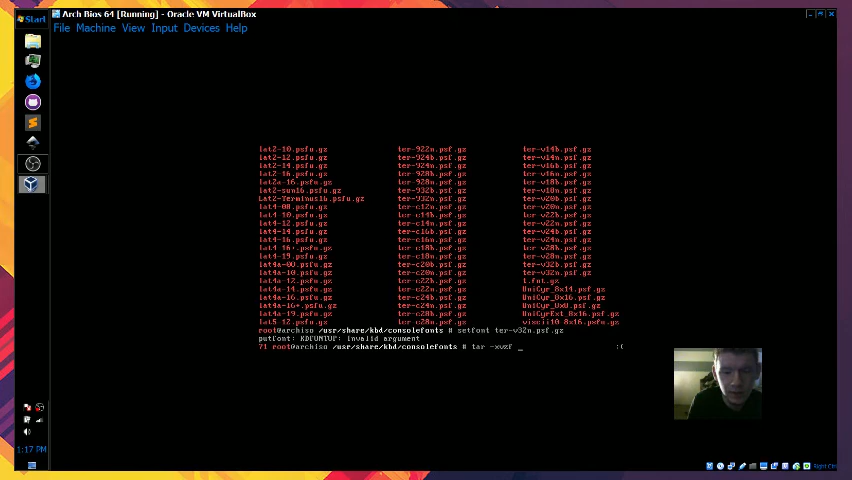 Start
Arch Bios 64 [Running] - Oracle VM VirtualBox
File Machine View Input Devices Help
lat2-10.psfu.gz ter-922n.psf.gz ter-v14b.psf.gz
lat2-12.psfu.gz ter-924b.psf.gz ter-v14n.psf.gz
lat2-14.psfu.gz ter-924n.psf.gz ter-v16b.psf.gz
lat2-16.psfu.gz ter-928b.psf.gz ter-v16n.psf.gz
lat2a-16.psfu.gz ter-928n.psf.gz ter-v18b.psf.gz
lat2-sun16.psfu.gz ter-932b.psf.gz ter-v18n.psf.gz
Lat2-Terminus16.psfu.gz ter-932n.psf.gz ter-v20b.psf.gz
lat4-08.psfu.gz ter-c12n.psf.gz ter-v20n.psf.gz
lat4-10.psfu.gz ter-c14b.psf.gz ter-v22b.psf.gz
lat4-12.psfu.gz ter-c14n.psf.gz ter-v22n.psf.gz
lat4-14.psfu.gz ter-c16b.psf.gz ter-v24b.psf.gz
lat4-16.psfu.gz ter-c16n.psf.gz ter-v24n.psf.gz
lat4-16+.psfu.gz ter-c18b.psf.gz ter-v28b.psf.gz
lat4-19.psfu.gz ter-c18n.psf.gz ter-v28n.psf.gz
lat4a-08.psfu.gz ter-c20b.psf.gz ter-v32b.psf.gz
lat4a-10.psfu.gz ter-c20n.psf.gz ter-v32n.psf.gz
lat4a-12.psfu.gz ter-c22b.psf.gz t.fnt.gz
lat4a-14.psfu.gz ter-c22n.psf.gz UniCyr_8x14.psf.gz
lat4a-16.psfu.gz ter-c24b.psf.gz UniCyr_8x16.psf.gz
lat4a-16+.psfu.gz ter-c24n.psf.gz UniCyr_8x8.psf.gz
lat4a-19.psfu.gz ter-c28b.psf.gz UniCyrExt_8x16.psf.gz
lat5-12.psfu.gz ter-c28n.psf.gz viscii10-8x16.psfu.gz
root@archiso /usr/share/kbd/consolefonts # setfont ter-v32n.psf.gz
putfont: KDFONTOP: Invalid argument
71 root@archiso /usr/share/kbd/consolefonts # tar -xvzf _ :(
1:17 PM